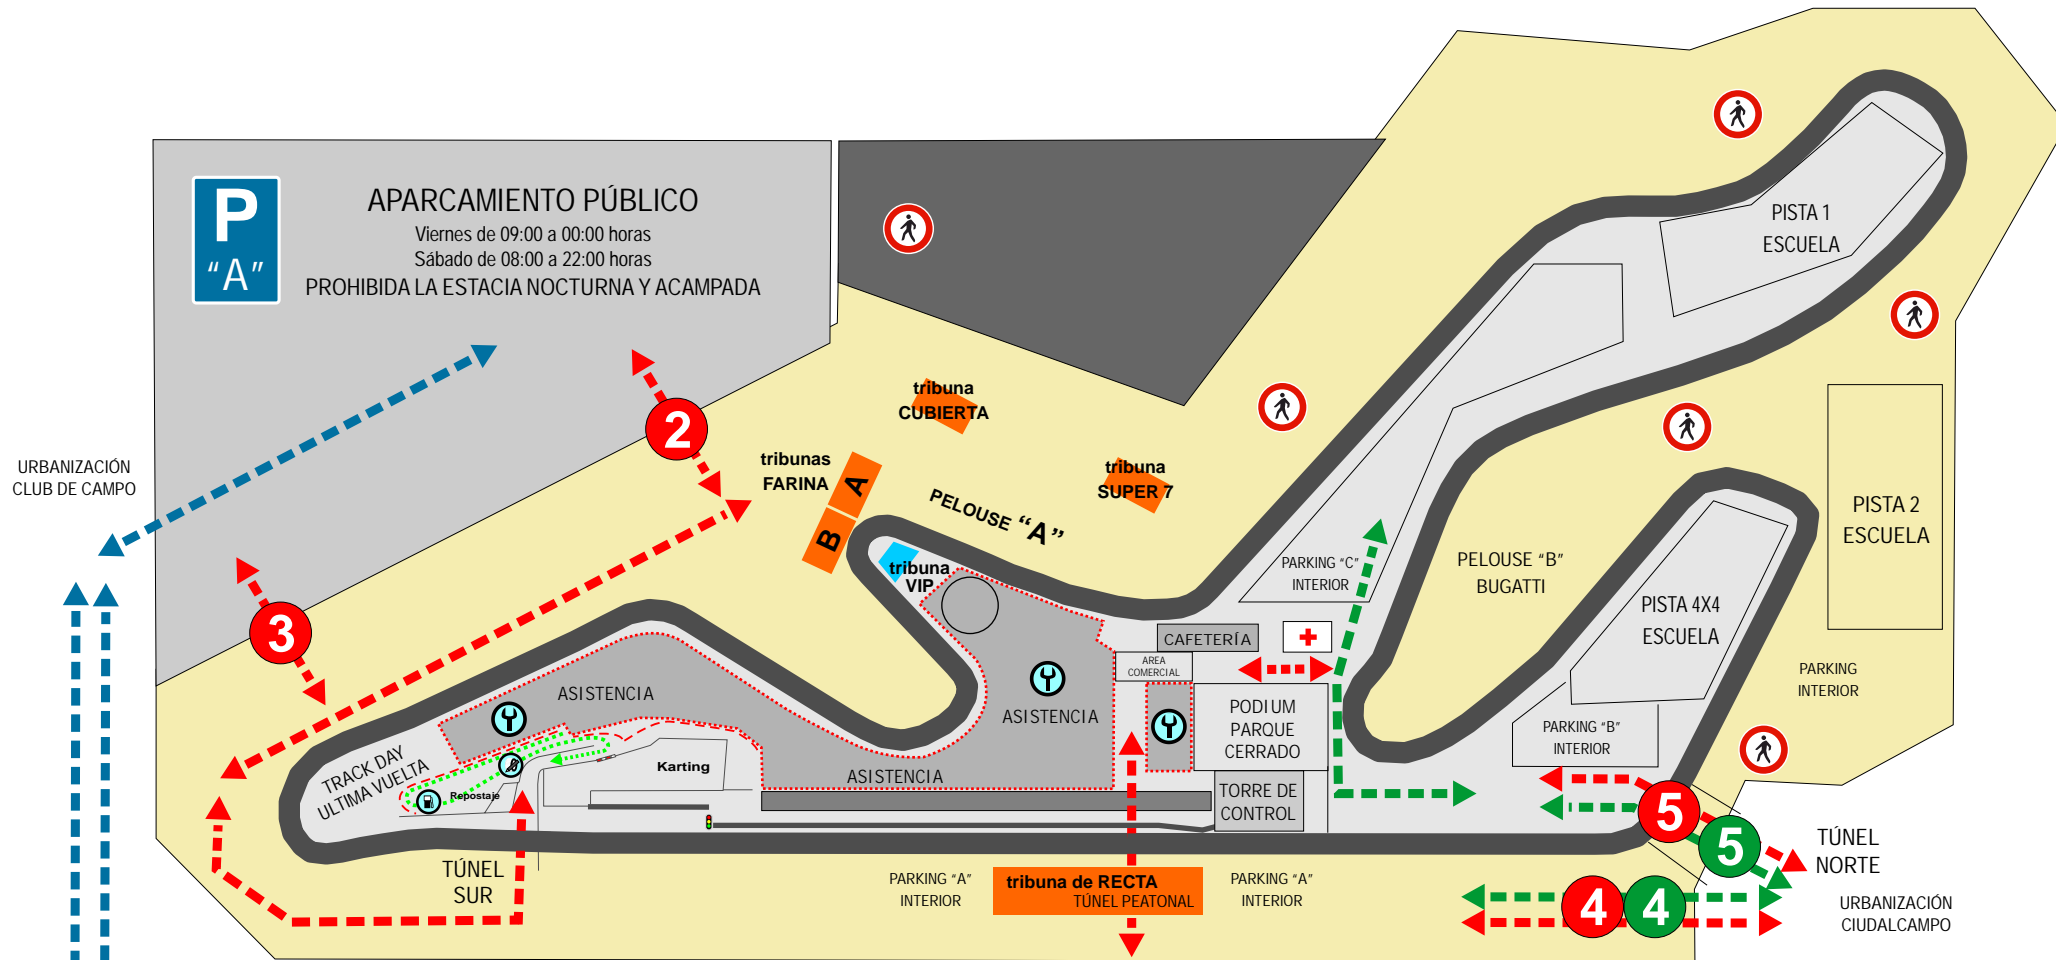 P
“A”
APARCAMIENTO PÚBLICO
Viernes de 09:00 a 00:00 horas
Sábado de 08:00 a 22:00 horas
PROHIBIDA LA ESTACIA NOCTURNA Y ACAMPADA
PISTA 1
ESCUELA
tribuna
CUBIERTA
2
tribunas
FARINA
A
B
tribuna
SUPER 7
PELOUSE “A”
URBANIZACIÓN
CLUB DE CAMPO
PISTA 2
ESCUELA
tribuna
VIP
PARKING “C”
INTERIOR
PELOUSE “B”
BUGATTI
PISTA 4X4
ESCUELA
3
CAFETERÍA
AREA
COMERCIAL
ASISTENCIA
ASISTENCIA
PODIUM
PARQUE
CERRADO
PARKING
INTERIOR
PARKING “B”
INTERIOR
TRACK DAY
ULTIMA VUELTA
Repostaje
Karting
ASISTENCIA
TORRE DE
CONTROL
5
5
TÚNEL
NORTE
TÚNEL
SUR
PARKING “A”
INTERIOR
tribuna de RECTA
TÚNEL PEATONAL
PARKING “A”
INTERIOR
4
4
URBANIZACIÓN
CIUDALCAMPO